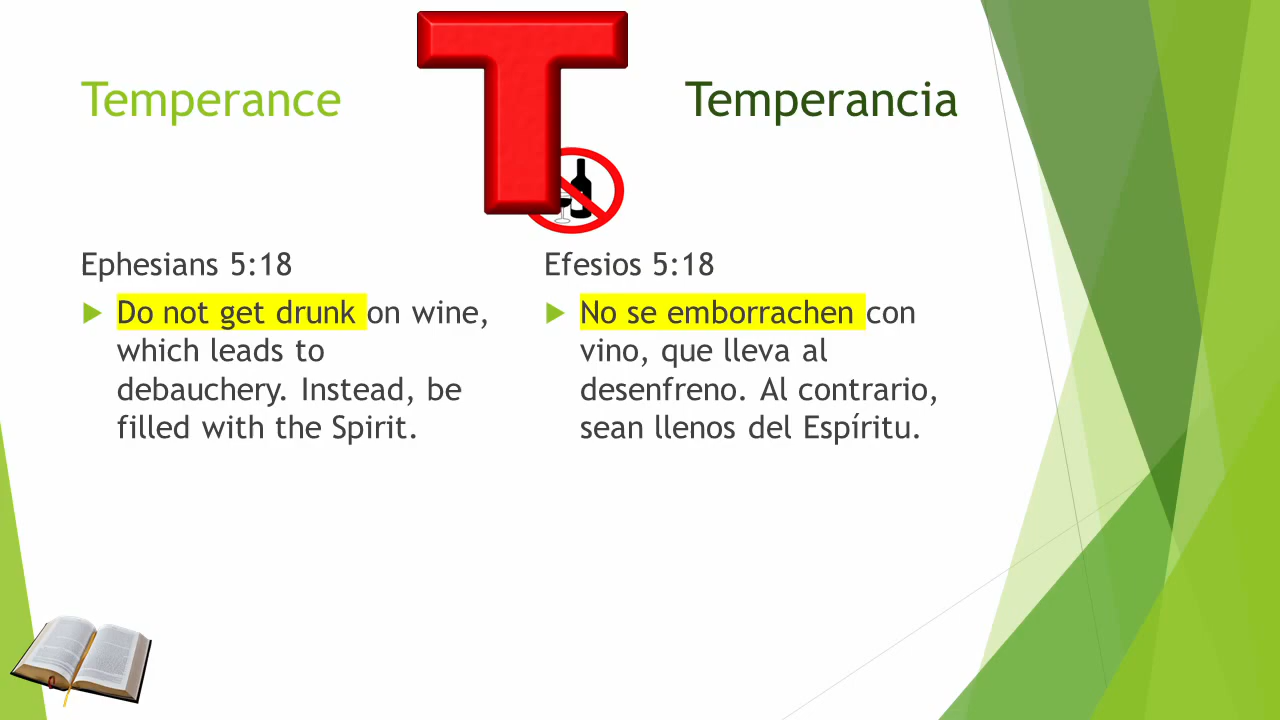 Temperance
T
Temperancia
Ephesians 5:18
Do not get drunk on wine,
which leads to
debauchery. Instead, be
filled with the Spirit.
Efesios 5:18
No se emborrachen con
vino, que lleva al
desenfreno. Al contrario,
sean llenos del Espíritu.